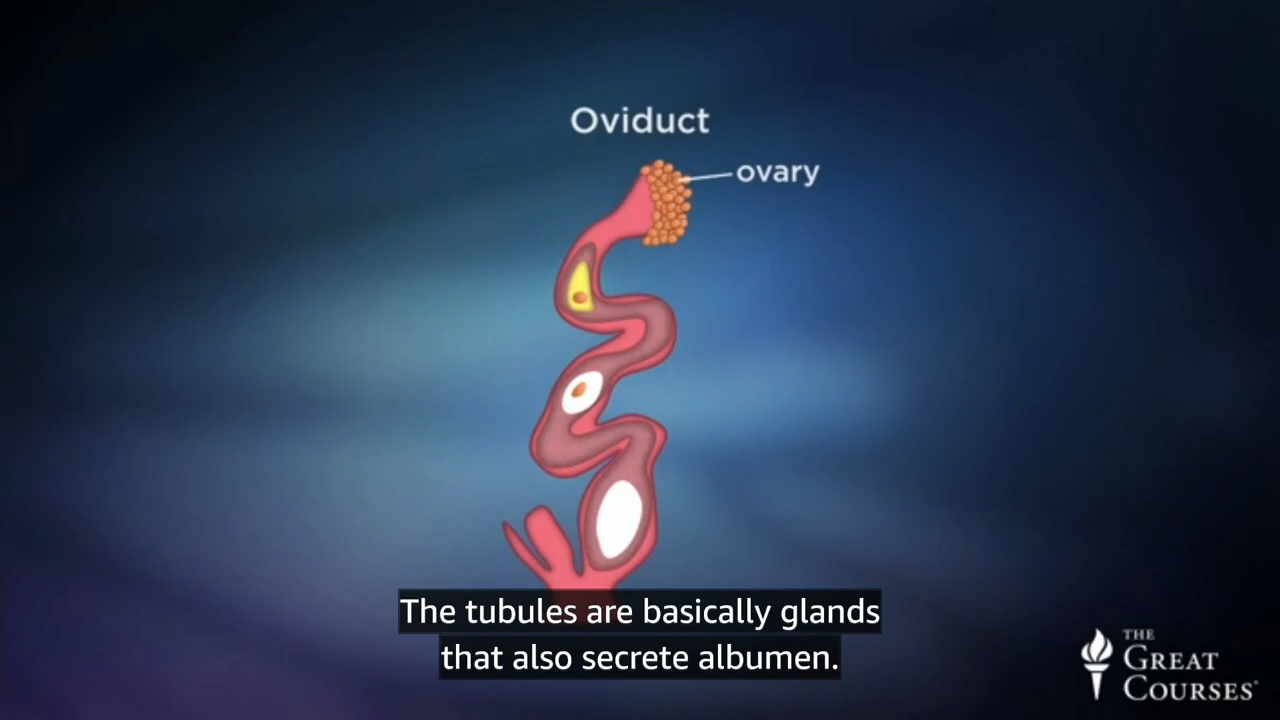 Oviduct
ovary
The tubules are basically glands
that also secrete albumen.
THE
GREAT
COURSES